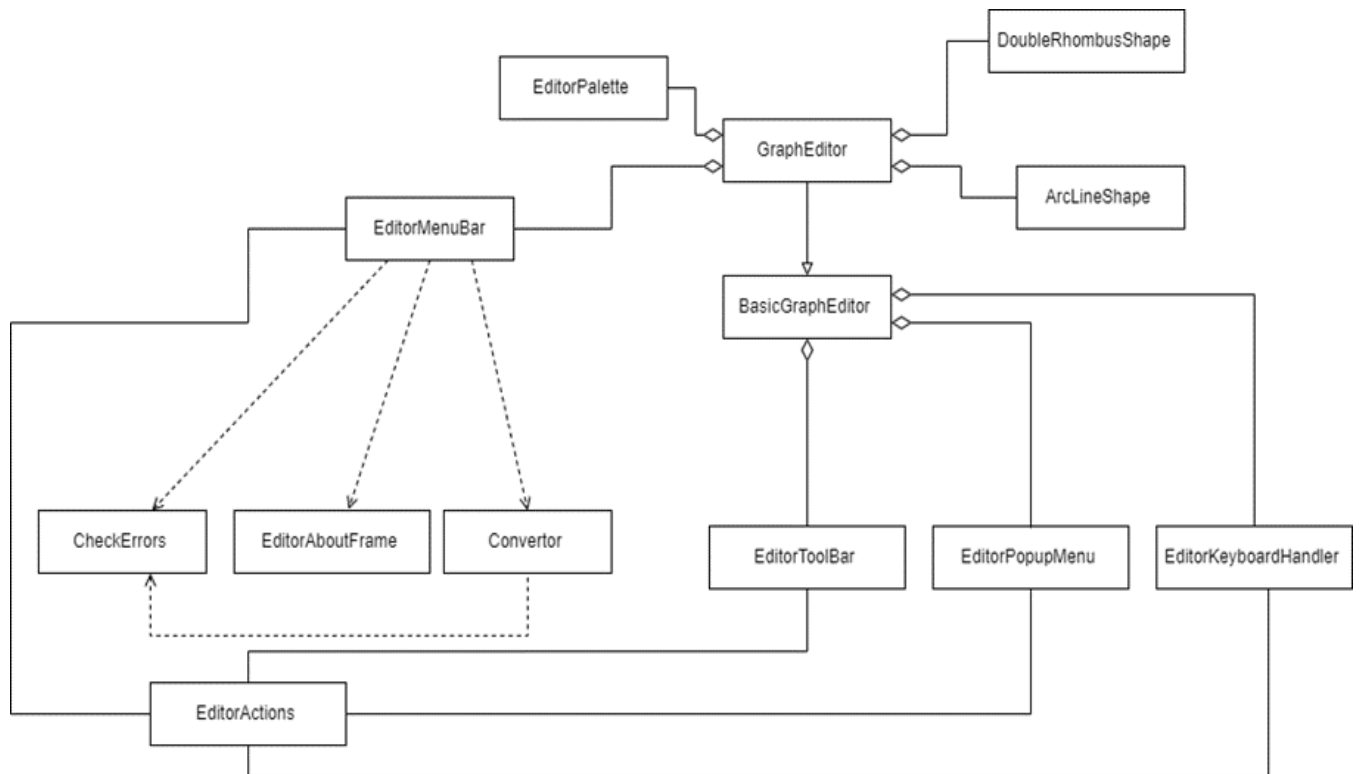 DoubleRhombusShape
EditorPalette
GraphEditor
ArcLineShape
EditorMenuBar
BasicGraphEditor
CheckErrors
EditorAboutFrame
Convertor
EditorToolBar
EditorPopupMenu
EditorKeyboardHandler
EditorActions